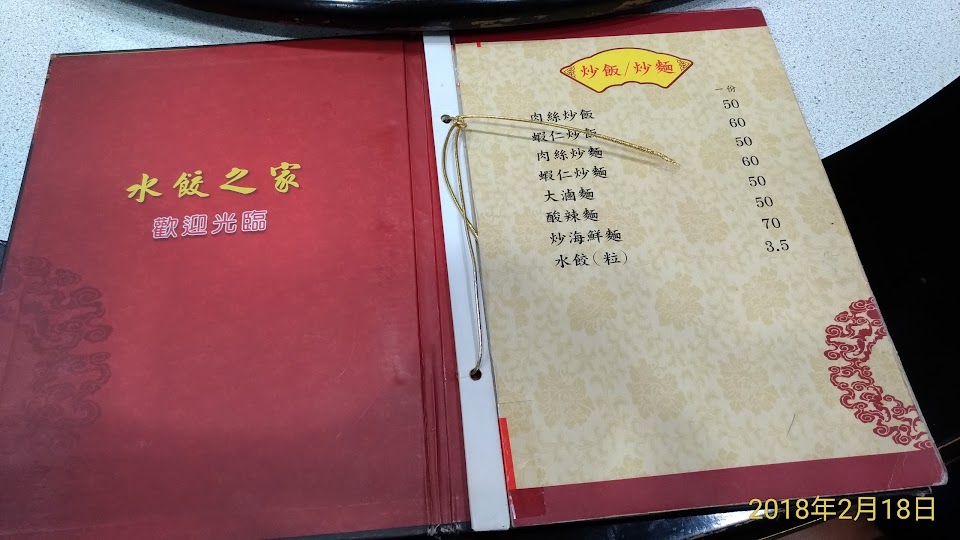 水餃之家
歡迎光臨
炒飯/炒麵
一份
肉絲炒飯 50
蝦仁炒飯 60
肉絲炒麵 50
蝦仁炒麵 60
大滷麵 50
酸辣麵 50
炒海鮮麵 70
水餃(粒) 3.5
2018年2月18日